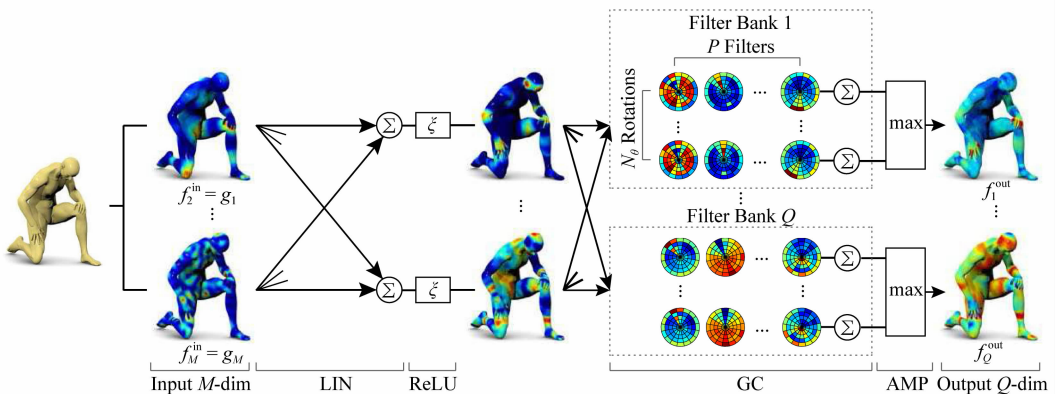 Filter Bank 1
P Filters
N_θ Rotations
...
...
Σ
Σ
max
Σ
ξ
f_2^in = g_1
f_1^out
Filter Bank Q
...
...
Σ
Σ
max
Σ
ξ
f_M^in = g_M
f_Q^out
Input M-dim
LIN
ReLU
GC
AMP
Output Q-dim